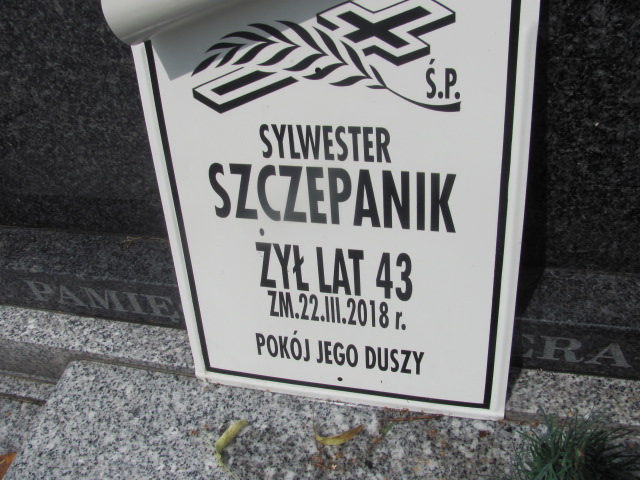 Ś.P.
SYLWESTER
SZCZEPANIK
ŻYŁ LAT 43
ZM.22.III.2018 r.
POKÓJ JEGO DUSZY